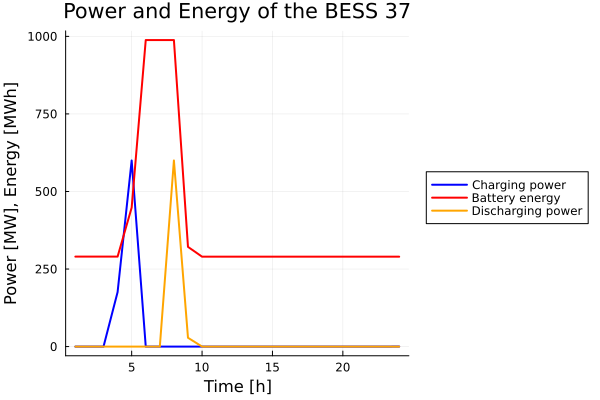 Power and Energy of the BESS 37
Power [MW], Energy [MWh]
1000
750
500
250
0
5
10
15
20
Time [h]
Charging power
Battery energy
Discharging power